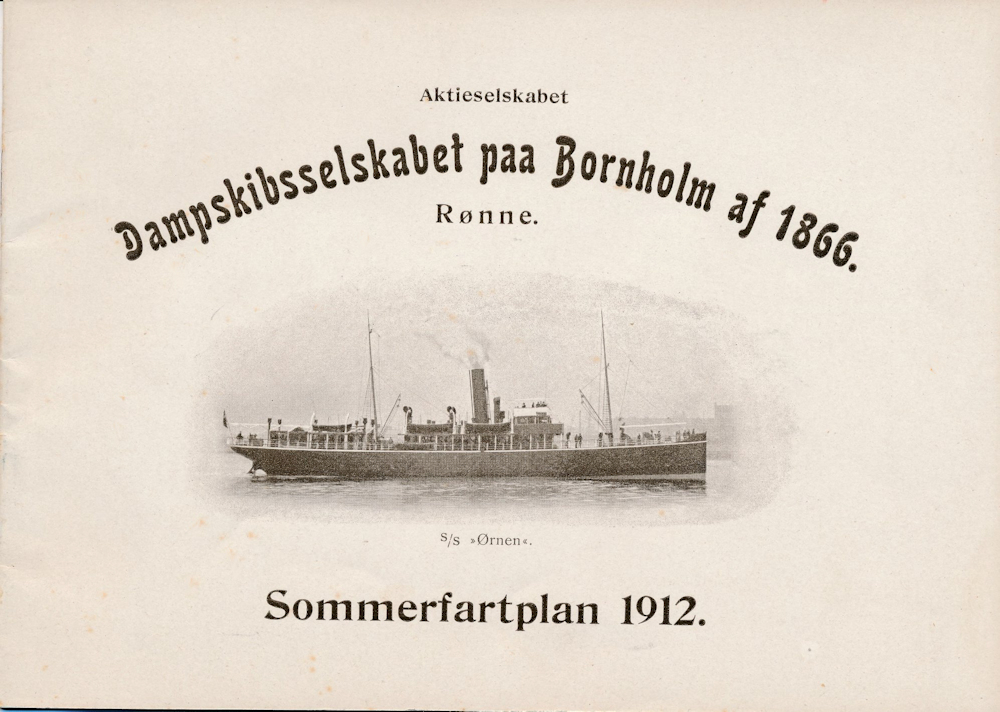 Aktieselskabet
Dampskibsselskabet paa Bornholm af 1866.
Rønne.
S/S »Ørnen«.
Sommerfartplan 1912.